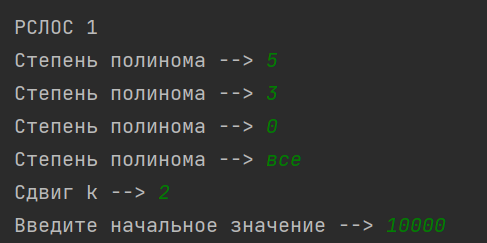 РСЛОС 1
Степень полинома --> 5
Степень полинома --> 3
Степень полинома --> 0
Степень полинома --> все
Сдвиг k --> 2
Введите начальное значение --> 10000